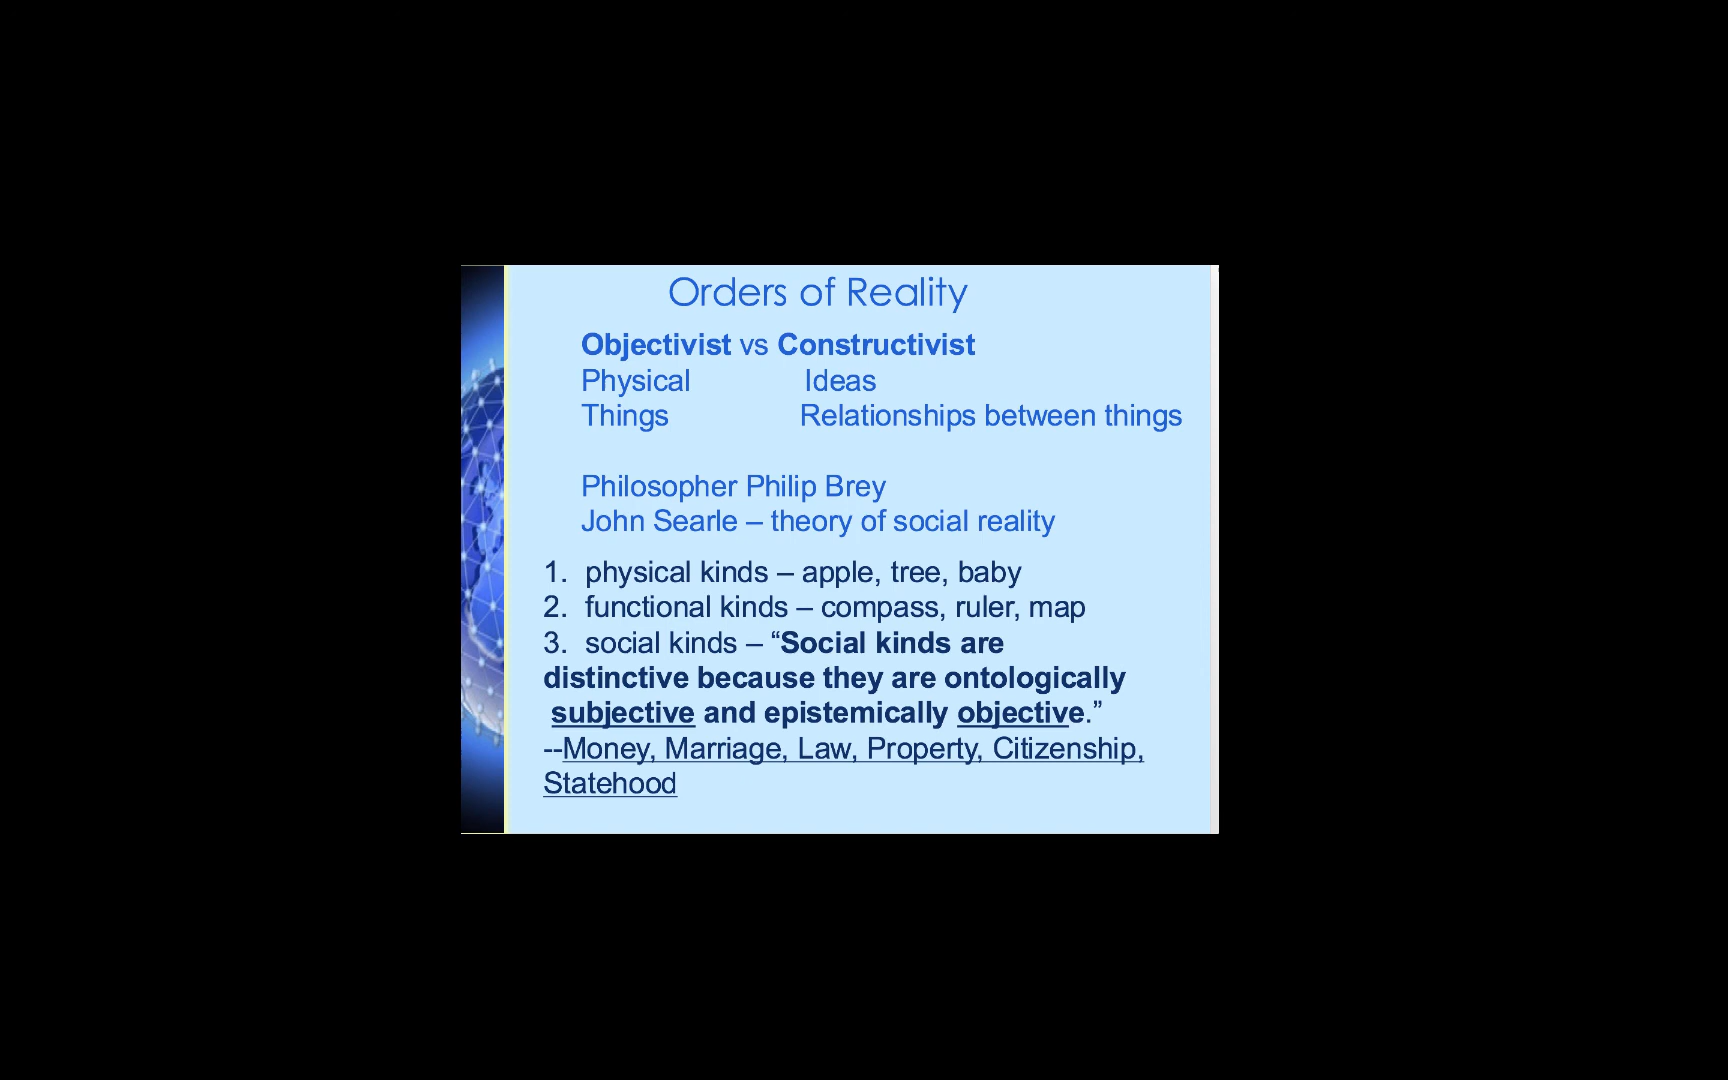 Orders of Reality
Objectivist vs Constructivist
Physical Ideas
Things Relationships between things
Philosopher Philip Brey
John Searle – theory of social reality
1. physical kinds – apple, tree, baby
2. functional kinds – compass, ruler, map
3. social kinds – “Social kinds are
distinctive because they are ontologically
subjective and epistemically objective.”
--Money, Marriage, Law, Property, Citizenship,
Statehood